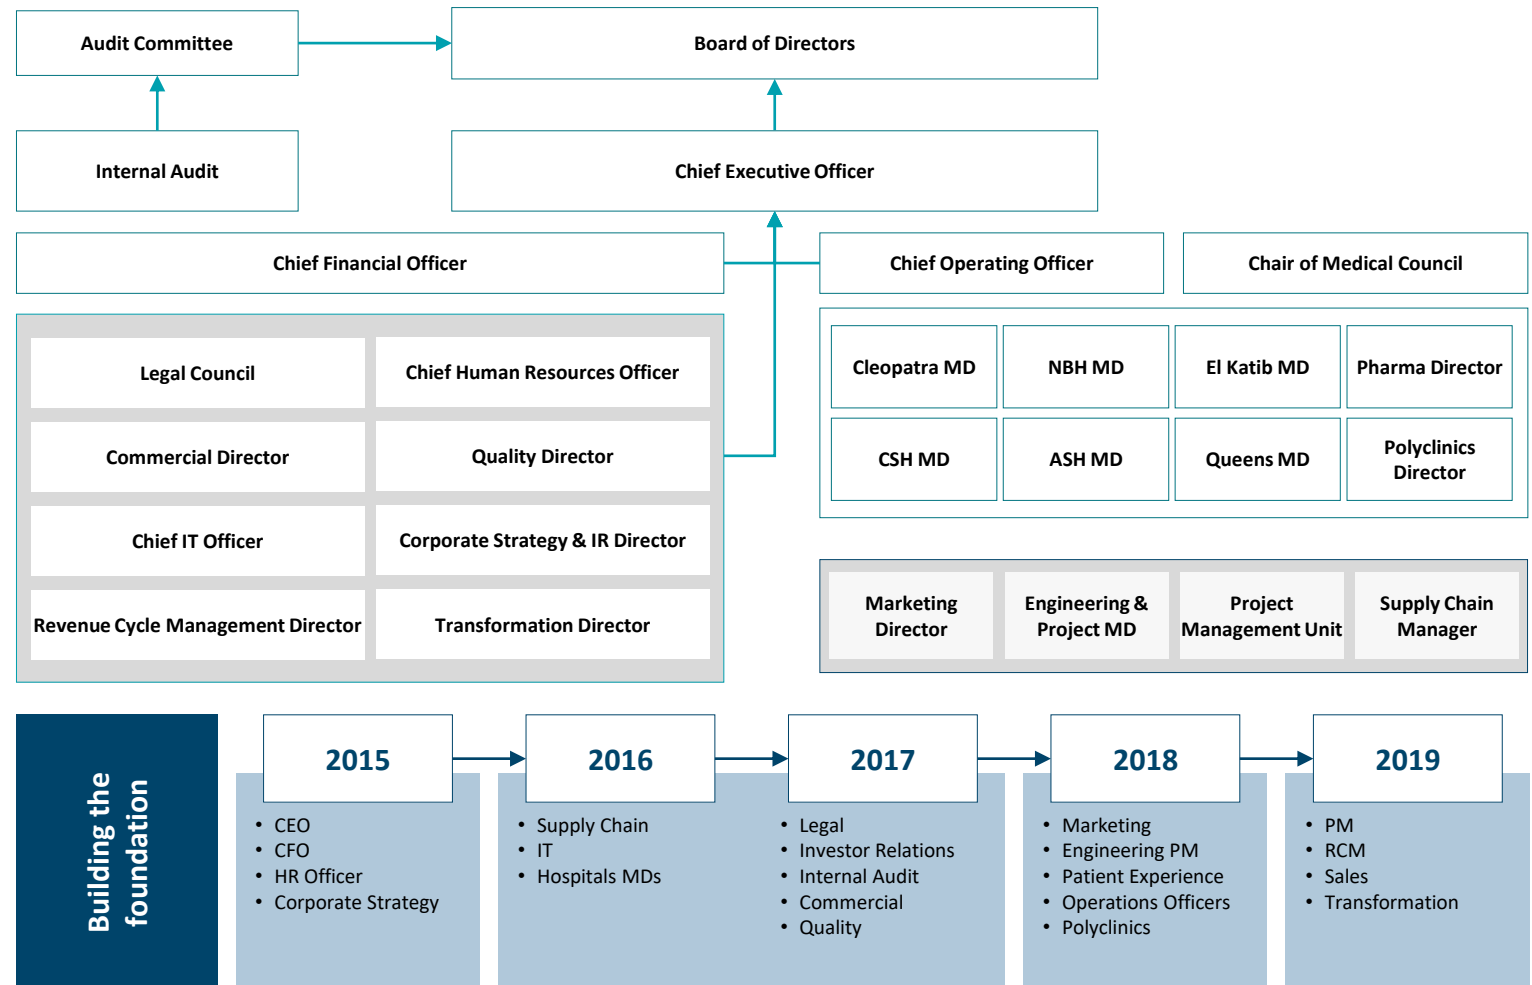 Audit Committee
Board of Directors
Internal Audit
Chief Executive Officer
Chief Financial Officer
Chief Operating Officer
Chair of Medical Council
Legal Council
Chief Human Resources Officer
Commercial Director
Quality Director
Chief IT Officer
Corporate Strategy & IR Director
Revenue Cycle Management Director
Transformation Director
Cleopatra MD
NBH MD
El Katib MD
Pharma Director
CSH MD
ASH MD
Queens MD
Polyclinics
Director
Marketing
Director
Engineering &
Project MD
Project
Management Unit
Supply Chain
Manager
Building the
foundation
2015
• CEO
• CFO
• HR Officer
• Corporate Strategy
2016
• Supply Chain
• IT
• Hospitals MDs
2017
• Legal
• Investor Relations
• Internal Audit
• Commercial
• Quality
2018
• Marketing
• Engineering PM
• Patient Experience
• Operations Officers
• Polyclinics
2019
• PM
• RCM
• Sales
• Transformation